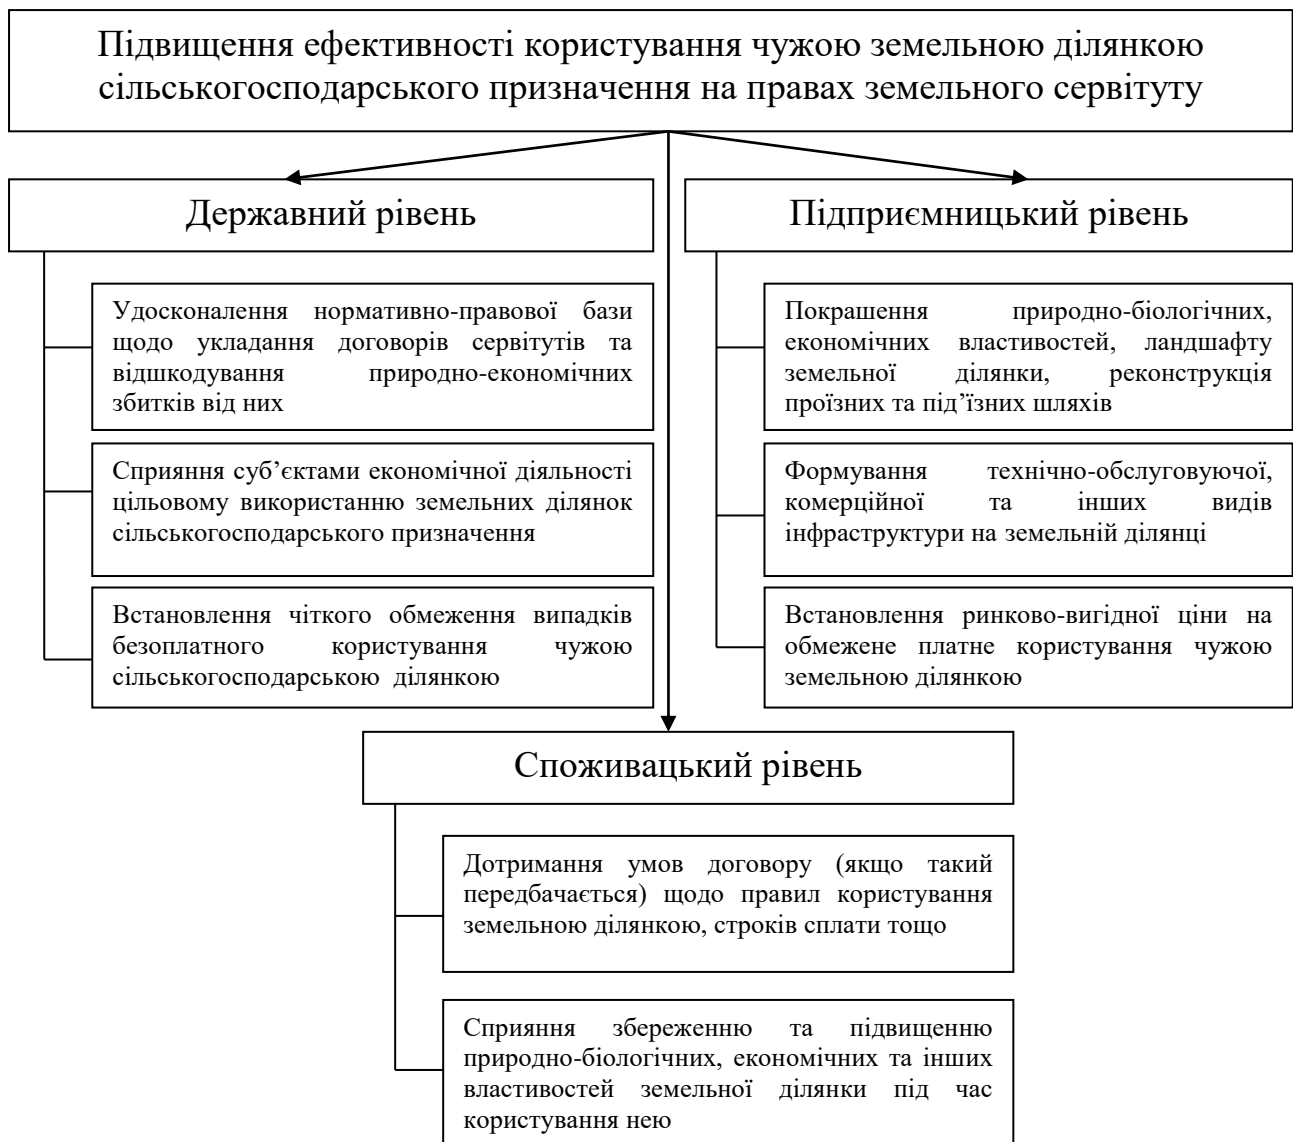 Підвищення ефективності користування чужою земельною ділянкою
сільськогосподарського призначення на правах земельного сервітуту
Державний рівень
Удосконалення нормативно-правової бази
щодо укладання договорів сервітутів та
відшкодування природно-економічних
збитків від них
Сприяння суб’єктами економічної діяльності
цільовому використанню земельних ділянок
сільськогосподарського призначення
Встановлення чіткого обмеження випадків
безоплатного користування чужою
сільськогосподарською ділянкою
Підприємницький рівень
Покрашення природно-біологічних,
економічних властивостей, ландшафту
земельної ділянки, реконструкція
проїзних та під’їзних шляхів
Формування технічно-обслуговуючої,
комерційної та інших видів
інфраструктури на земельній ділянці
Встановлення ринково-вигідної ціни на
обмежене платне користування чужою
земельною ділянкою
Споживацький рівень
Дотримання умов договору (якщо такий
передбачається) щодо правил користування
земельною ділянкою, строків сплати тощо
Сприяння збереженню та підвищенню
природно-біологічних, економічних та інших
властивостей земельної ділянки під час
користування нею